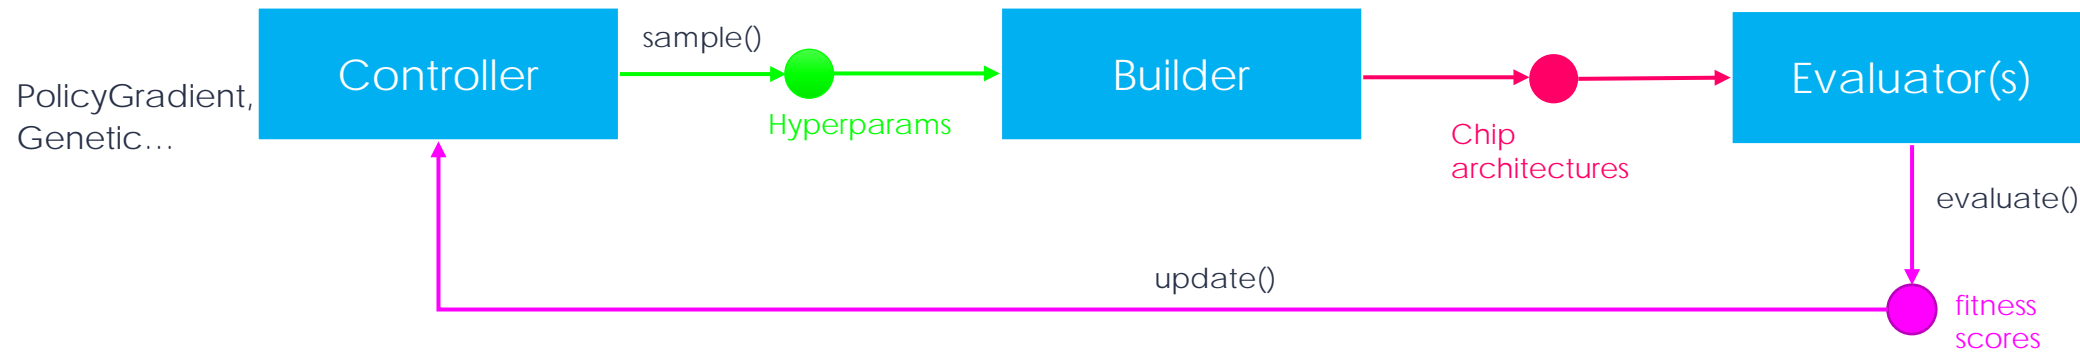 sample()
Controller
Builder
Evaluator(s)
PolicyGradient,
Genetic...
Hyperparams
Chip
architectures
evaluate()
update()
fitness
scores